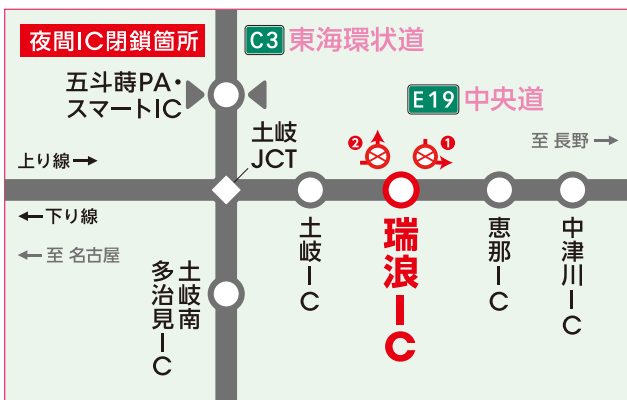 夜間IC閉鎖箇所
C3 東海環状道
五斗蒔PA・
スマートIC
E19 中央道
土岐
JCT
❷
❶
至 長野→
上り線→
←下り線
←至 名古屋
土岐IC
瑞浪IC
恵那IC
中津川IC
土岐南
多治見IC